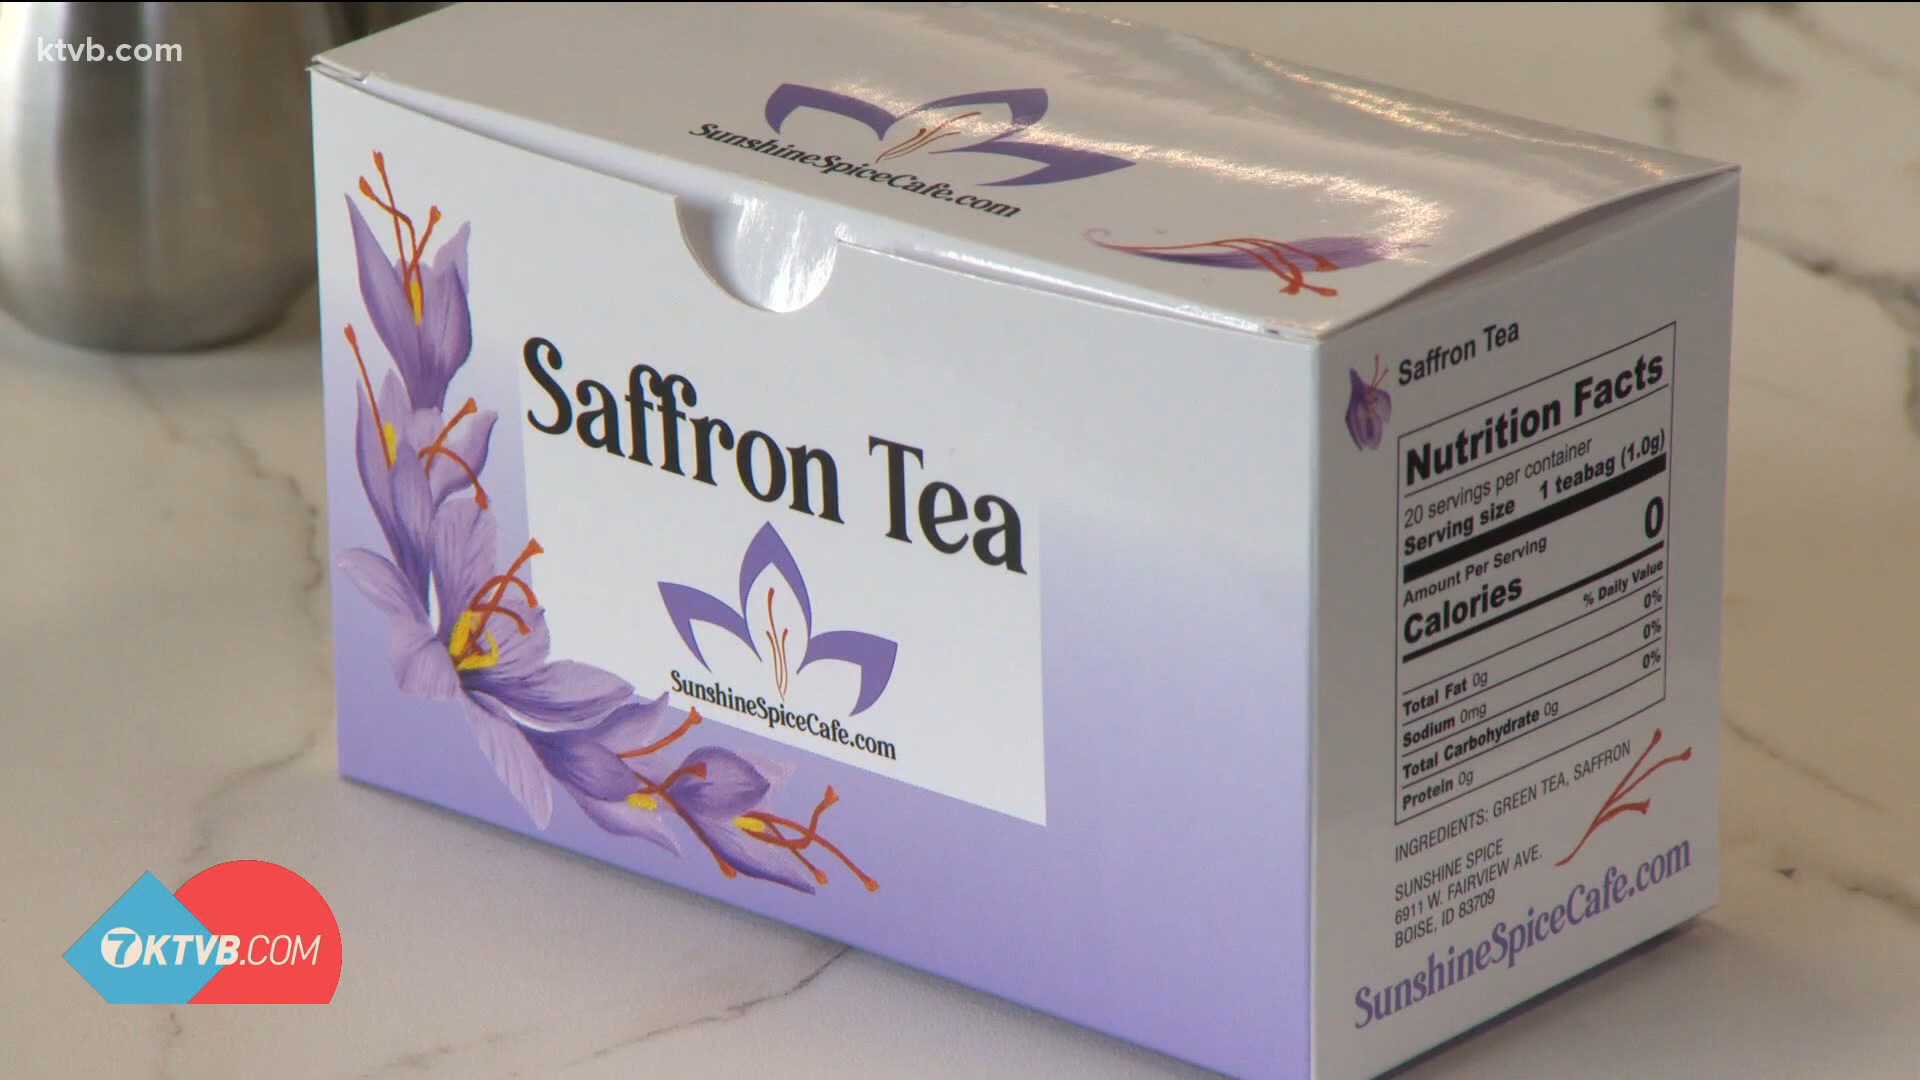 ktvb.com
SunshineSpiceCafe.com
Saffron Tea
SunshineSpiceCafe.com
Saffron Tea
Nutrition Facts
20 servings per container
Serving size 1 teabag (1.0g)
Amount Per Serving
Calories 0
% Daily Value
Total Fat 0g 0%
Sodium 0mg 0%
Total Carbohydrate 0g 0%
Protein 0g
INGREDIENTS: GREEN TEA, SAFFRON
SUNSHINE SPICE
6911 W. FAIRVIEW AVE.
BOISE, ID 83709
SunshineSpiceCafe.com
7KTVB.COM